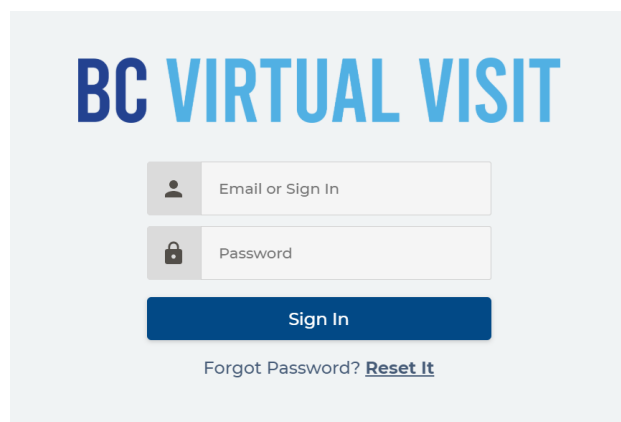 BC VIRTUAL VISIT
Email or Sign In
Password
Sign In
Forgot Password? Reset It